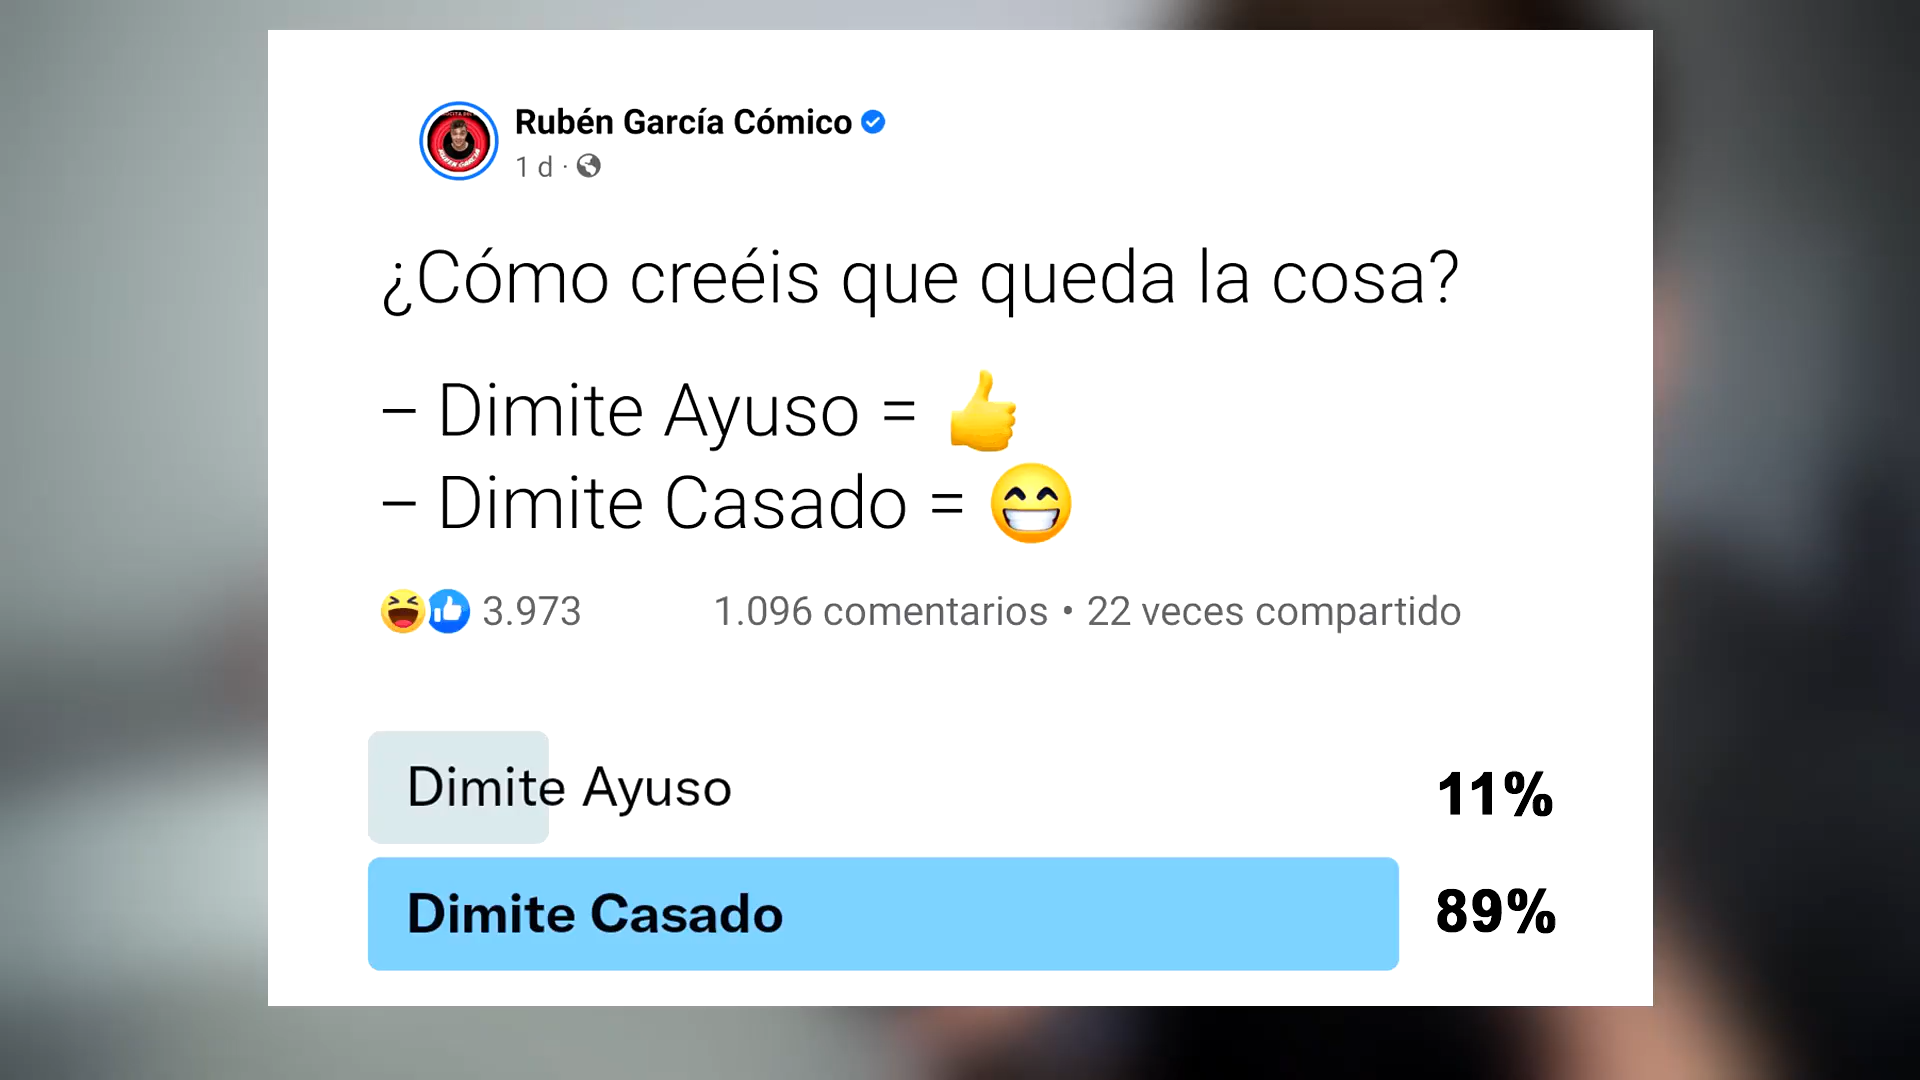 Rubén García Cómico
1 d ·
¿Cómo creéis que queda la cosa?
– Dimite Ayuso = 👍
– Dimite Casado = 😁
3.973 1.096 comentarios • 22 veces compartido
Dimite Ayuso 11%
Dimite Casado 89%